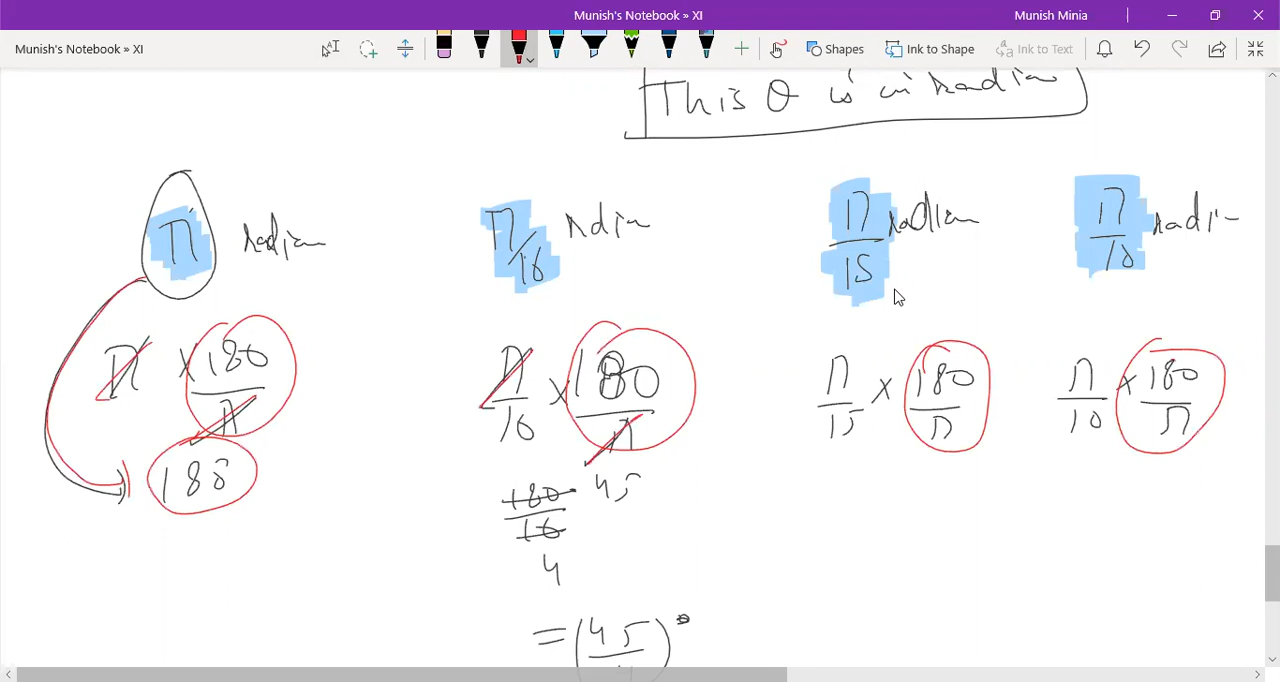 Munish's Notebook » XI
Munish Minia
Munish's Notebook » XI
Shapes
Ink to Shape
Ink to Text
This θ is in radian
π radian
π/16 radian
π/15 radian
π/10 radian
π × 180/π
π/16 × 180/π
π/15 × 180/π
π/10 × 180/π
180°
180/16
45
4
= (45/4)°